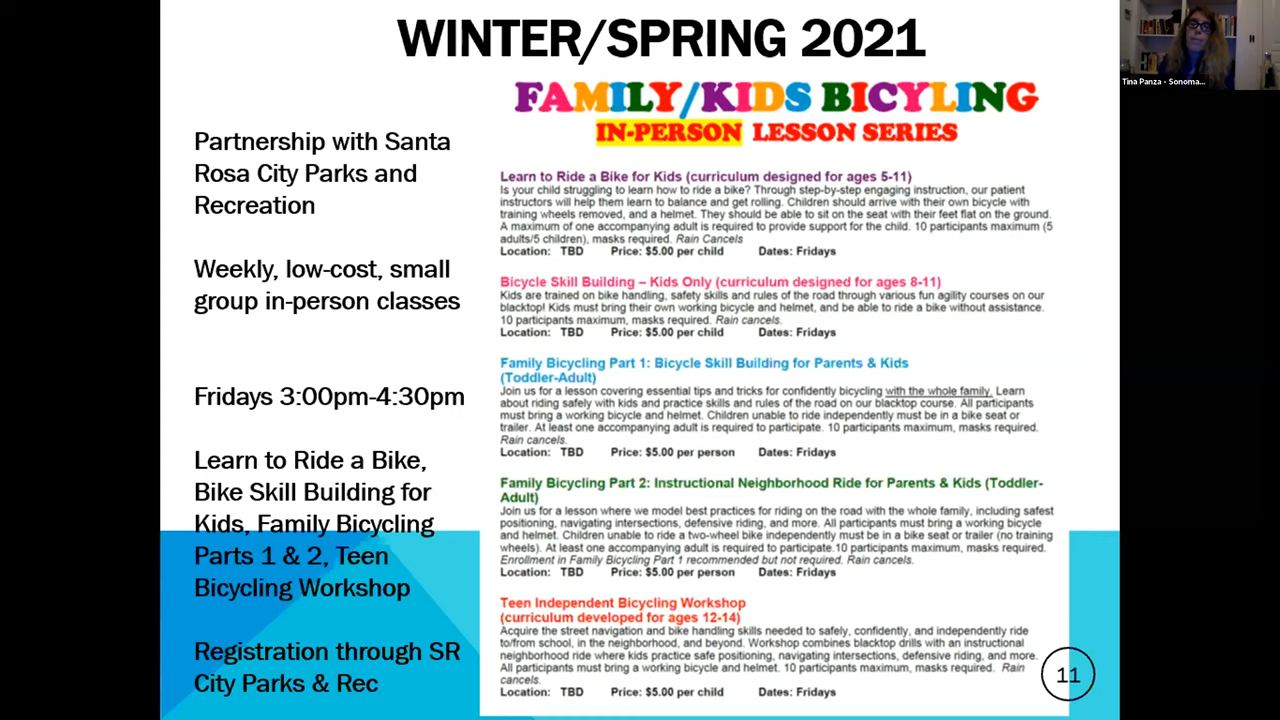 WINTER/SPRING 2021
Tina Panza - Sonoma...
Partnership with Santa
Rosa City Parks and
Recreation
Weekly, low-cost, small
group in-person classes
Fridays 3:00pm-4:30pm
Learn to Ride a Bike,
Bike Skill Building for
Kids, Family Bicycling
Parts 1 & 2, Teen
Bicycling Workshop
Registration through SR
City Parks & Rec
FAMILY/KIDS BICYLING
IN-PERSON LESSON SERIES
Learn to Ride a Bike for Kids (curriculum designed for ages 5-11)
Is your child struggling to learn how to ride a bike? Through step-by-step engaging instruction, our patient
instructors will help them learn to balance and get rolling. Children should arrive with their own bicycle with
training wheels removed, and a helmet. They should be able to sit on the seat with their feet flat on the ground.
A maximum of one accompanying adult is required to provide support for the child. 10 participants maximum (5
adults/5 children), masks required. Rain Cancels
Location: TBD Price: $5.00 per child Dates: Fridays
Bicycle Skill Building – Kids Only (curriculum designed for ages 8-11)
Kids are trained on bike handling, safety skills and rules of the road through various fun agility courses on our
blacktop! Kids must bring their own working bicycle and helmet, and be able to ride a bike without assistance.
10 participants maximum, masks required. Rain cancels.
Location: TBD Price: $5.00 per child Dates: Fridays
Family Bicycling Part 1: Bicycle Skill Building for Parents & Kids
(Toddler-Adult)
Join us for a lesson covering essential tips and tricks for confidently bicycling with the whole family. Learn
about riding safely with kids and practice skills and rules of the road on our blacktop course. All participants
must bring a working bicycle and helmet. Children unable to ride independently must be in a bike seat or
trailer. At least one accompanying adult is required to participate. 10 participants maximum, masks required.
Rain cancels.
Location: TBD Price: $5.00 per person Dates: Fridays
Family Bicycling Part 2: Instructional Neighborhood Ride for Parents & Kids (Toddler-
Adult)
Join us for a lesson where we model best practices for riding on the road with the whole family, including safest
positioning, navigating intersections, defensive riding, and more. All participants must bring a working bicycle
and helmet. Children unable to ride a two-wheel bike independently must be in a bike seat or trailer (no training
wheels). At least one accompanying adult is required to participate.10 participants maximum, masks required.
Enrollment in Family Bicycling Part 1 recommended but not required. Rain cancels.
Location: TBD Price: $5.00 per person Dates: Fridays
Teen Independent Bicycling Workshop
(curriculum developed for ages 12-14)
Acquire the street navigation and bike handling skills needed to safely, confidently, and independently ride
to/from school, in the neighborhood, and beyond. Workshop combines blacktop drills with an instructional
neighborhood ride where kids practice safe positioning, navigating intersections, defensive riding, and more.
All participants must bring a working bicycle and helmet. 10 participants maximum, masks required. Rain
cancels.
Location: TBD Price: $5.00 per child Dates: Fridays
11